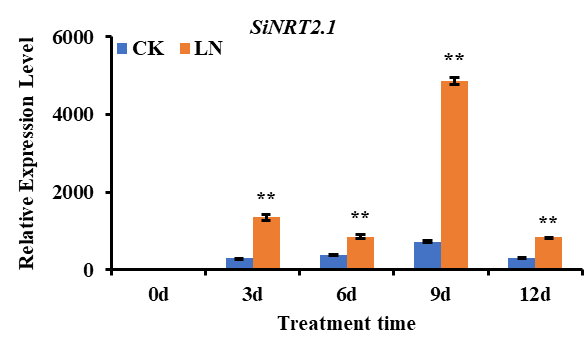 SiNRT2.1
CK LN
Relative Expression Level
6000
4000
2000
0
**
**
**
**
0d 3d 6d 9d 12d
Treatment time